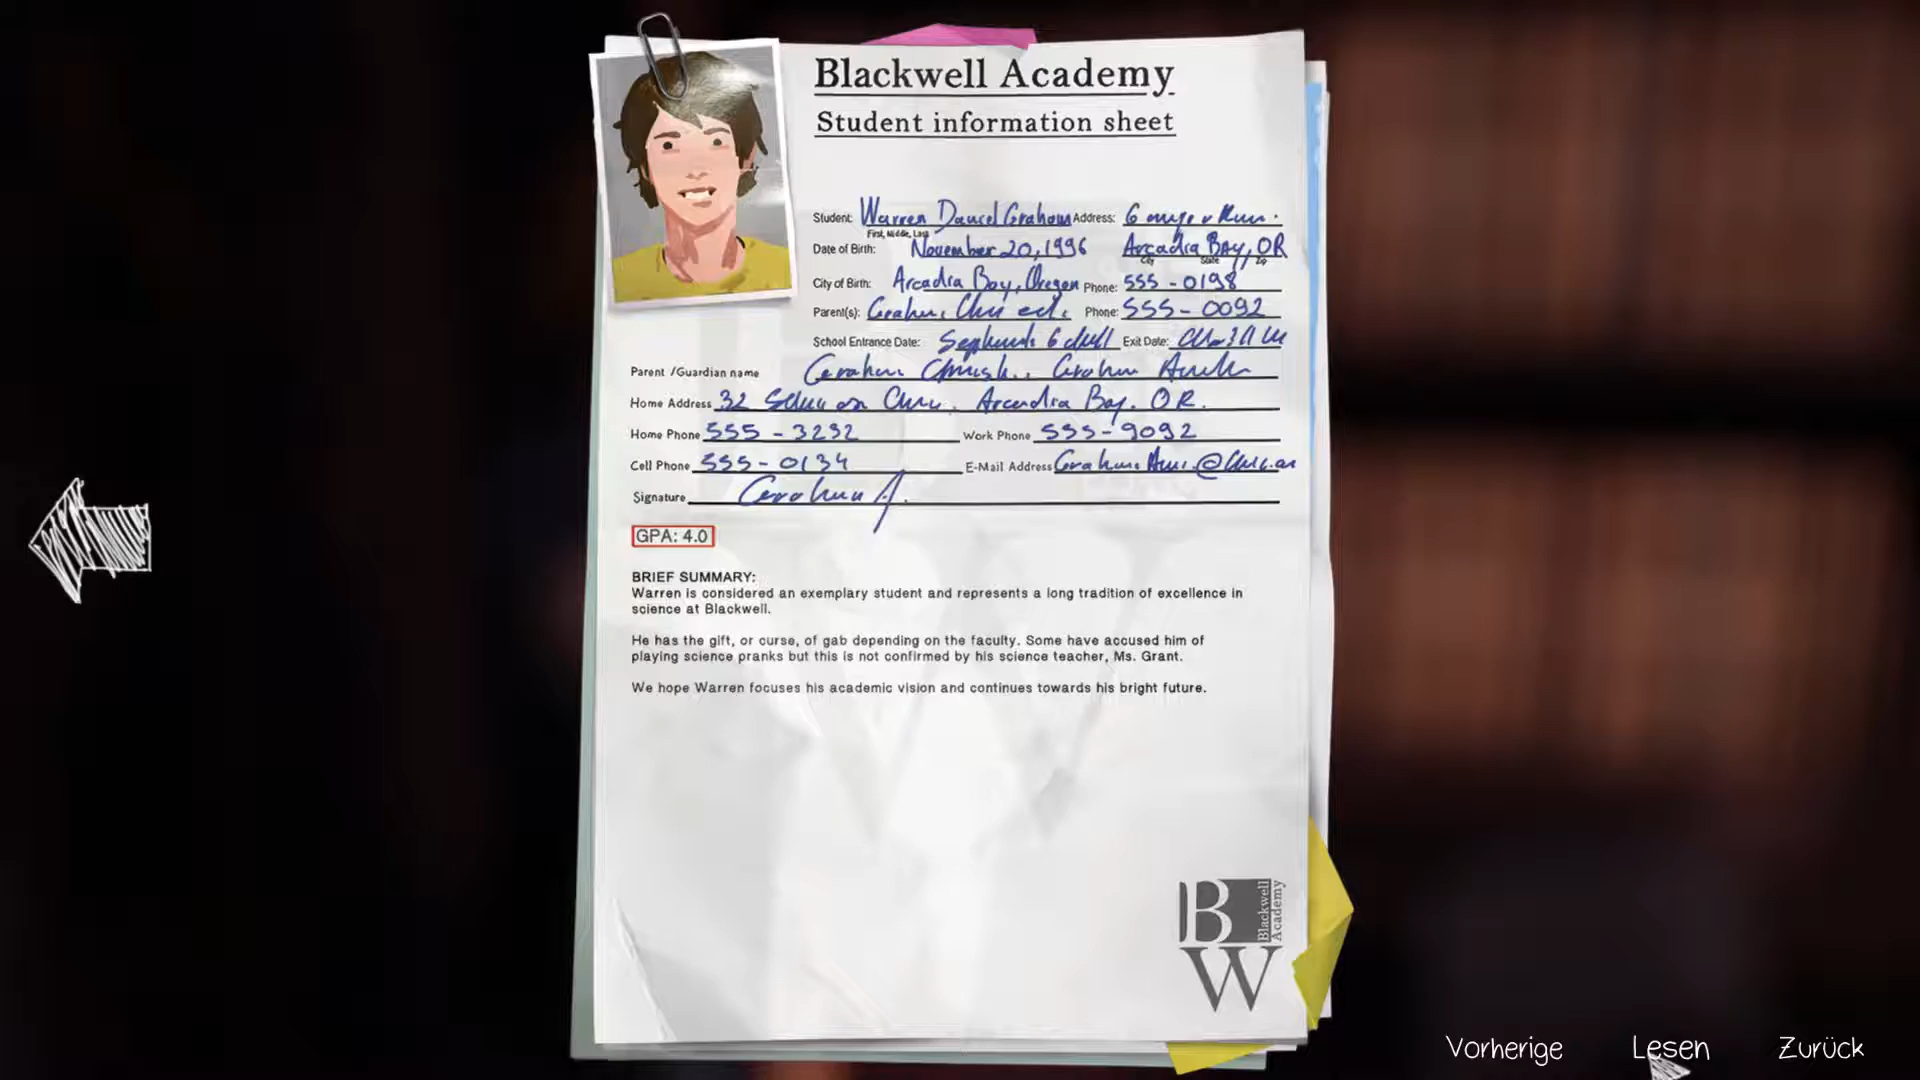 Blackwell Academy
Student information sheet
Student: Warren Daniel Graham Address:
First, Middle, Last
Date of Birth: November 20, 1996 Arcadia Bay, OR
City State Zip
City of Birth: Arcadia Bay, Oregon Phone: 555-0198
Parent(s): Graham, Phone: 555-0092
School Entrance Date: Exit Date:
Parent /Guardian name Graham Graham
Home Address 32 Arcadia Bay. OR.
Home Phone 555-3232 Work Phone 555-9092
Cell Phone 555-0134 E-Mail Address
Signature Graham A.
GPA: 4.0
BRIEF SUMMARY:
Warren is considered an exemplary student and represents a long tradition of excellence in
science at Blackwell.
He has the gift, or curse, of gab depending on the faculty. Some have accused him of
playing science pranks but this is not confirmed by his science teacher, Ms. Grant.
We hope Warren focuses his academic vision and continues towards his bright future.
B
Blackwell
Academy
W
Vorherige Lesen Zurück